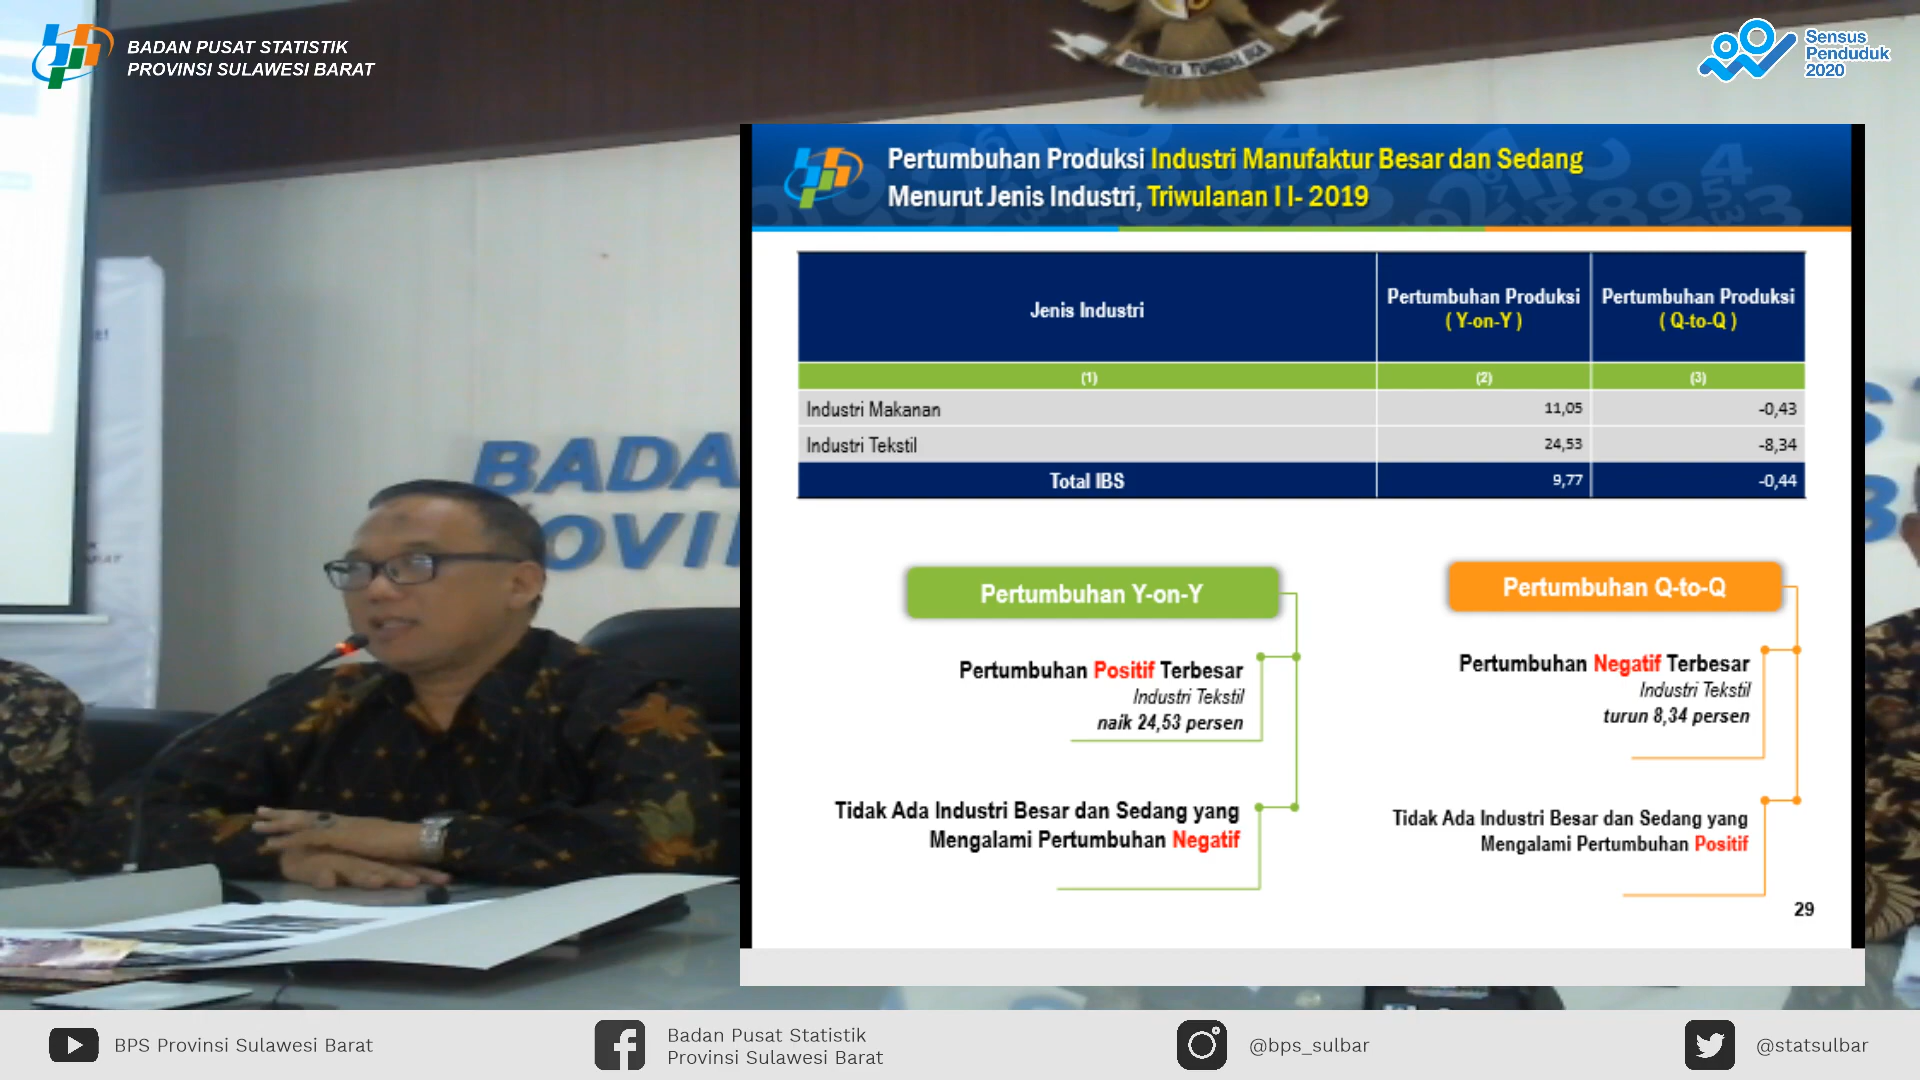 BADAN PUSAT STATISTIK
PROVINSI SULAWESI BARAT
Sensus
Penduduk
2020
Pertumbuhan Produksi Industri Manufaktur Besar dan Sedang
Menurut Jenis Industri, Triwulanan I I- 2019
Jenis Industri
Pertumbuhan Produksi
( Y-on-Y )
Pertumbuhan Produksi
( Q-to-Q )
(1) (2) (3)
Industri Makanan 11,05 -0,43
Industri Tekstil 24,53 -8,34
Total IBS 9,77 -0,44
Pertumbuhan Y-on-Y
Pertumbuhan Positif Terbesar
Industri Tekstil
naik 24,53 persen
Tidak Ada Industri Besar dan Sedang yang
Mengalami Pertumbuhan Negatif
Pertumbuhan Q-to-Q
Pertumbuhan Negatif Terbesar
Industri Tekstil
turun 8,34 persen
Tidak Ada Industri Besar dan Sedang yang
Mengalami Pertumbuhan Positif
29
BADA
OVI
BPS Provinsi Sulawesi Barat
Badan Pusat Statistik
Provinsi Sulawesi Barat
@bps_sulbar
@statsulbar